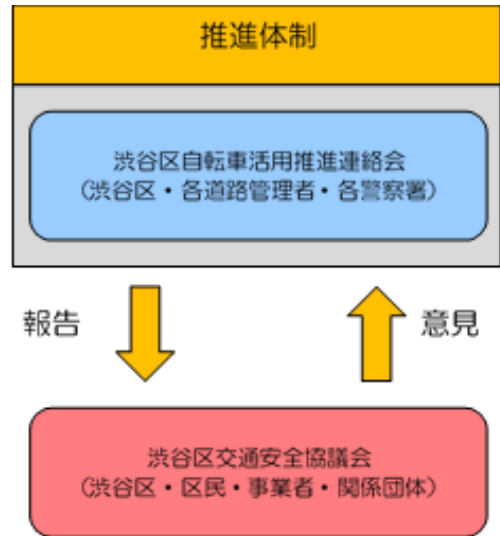 推進体制
渋谷区自転車活用推進連絡会
（渋谷区・各道路管理者・各警察署）
報告
意見
渋谷区交通安全協議会
（渋谷区・区民・事業者・関係団体）